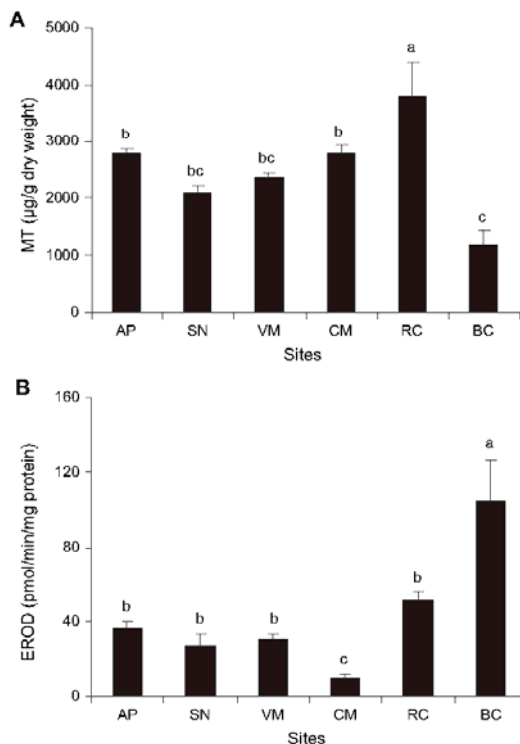 A
5000
4000
3000
2000
1000
0
MT (µg/g dry weight)
b
bc
bc
b
a
c
AP SN VM CM RC BC
Sites
B
160
120
80
40
0
EROD (pmol/min/mg protein)
b
b
b
c
b
a
AP SN VM CM RC BC
Sites